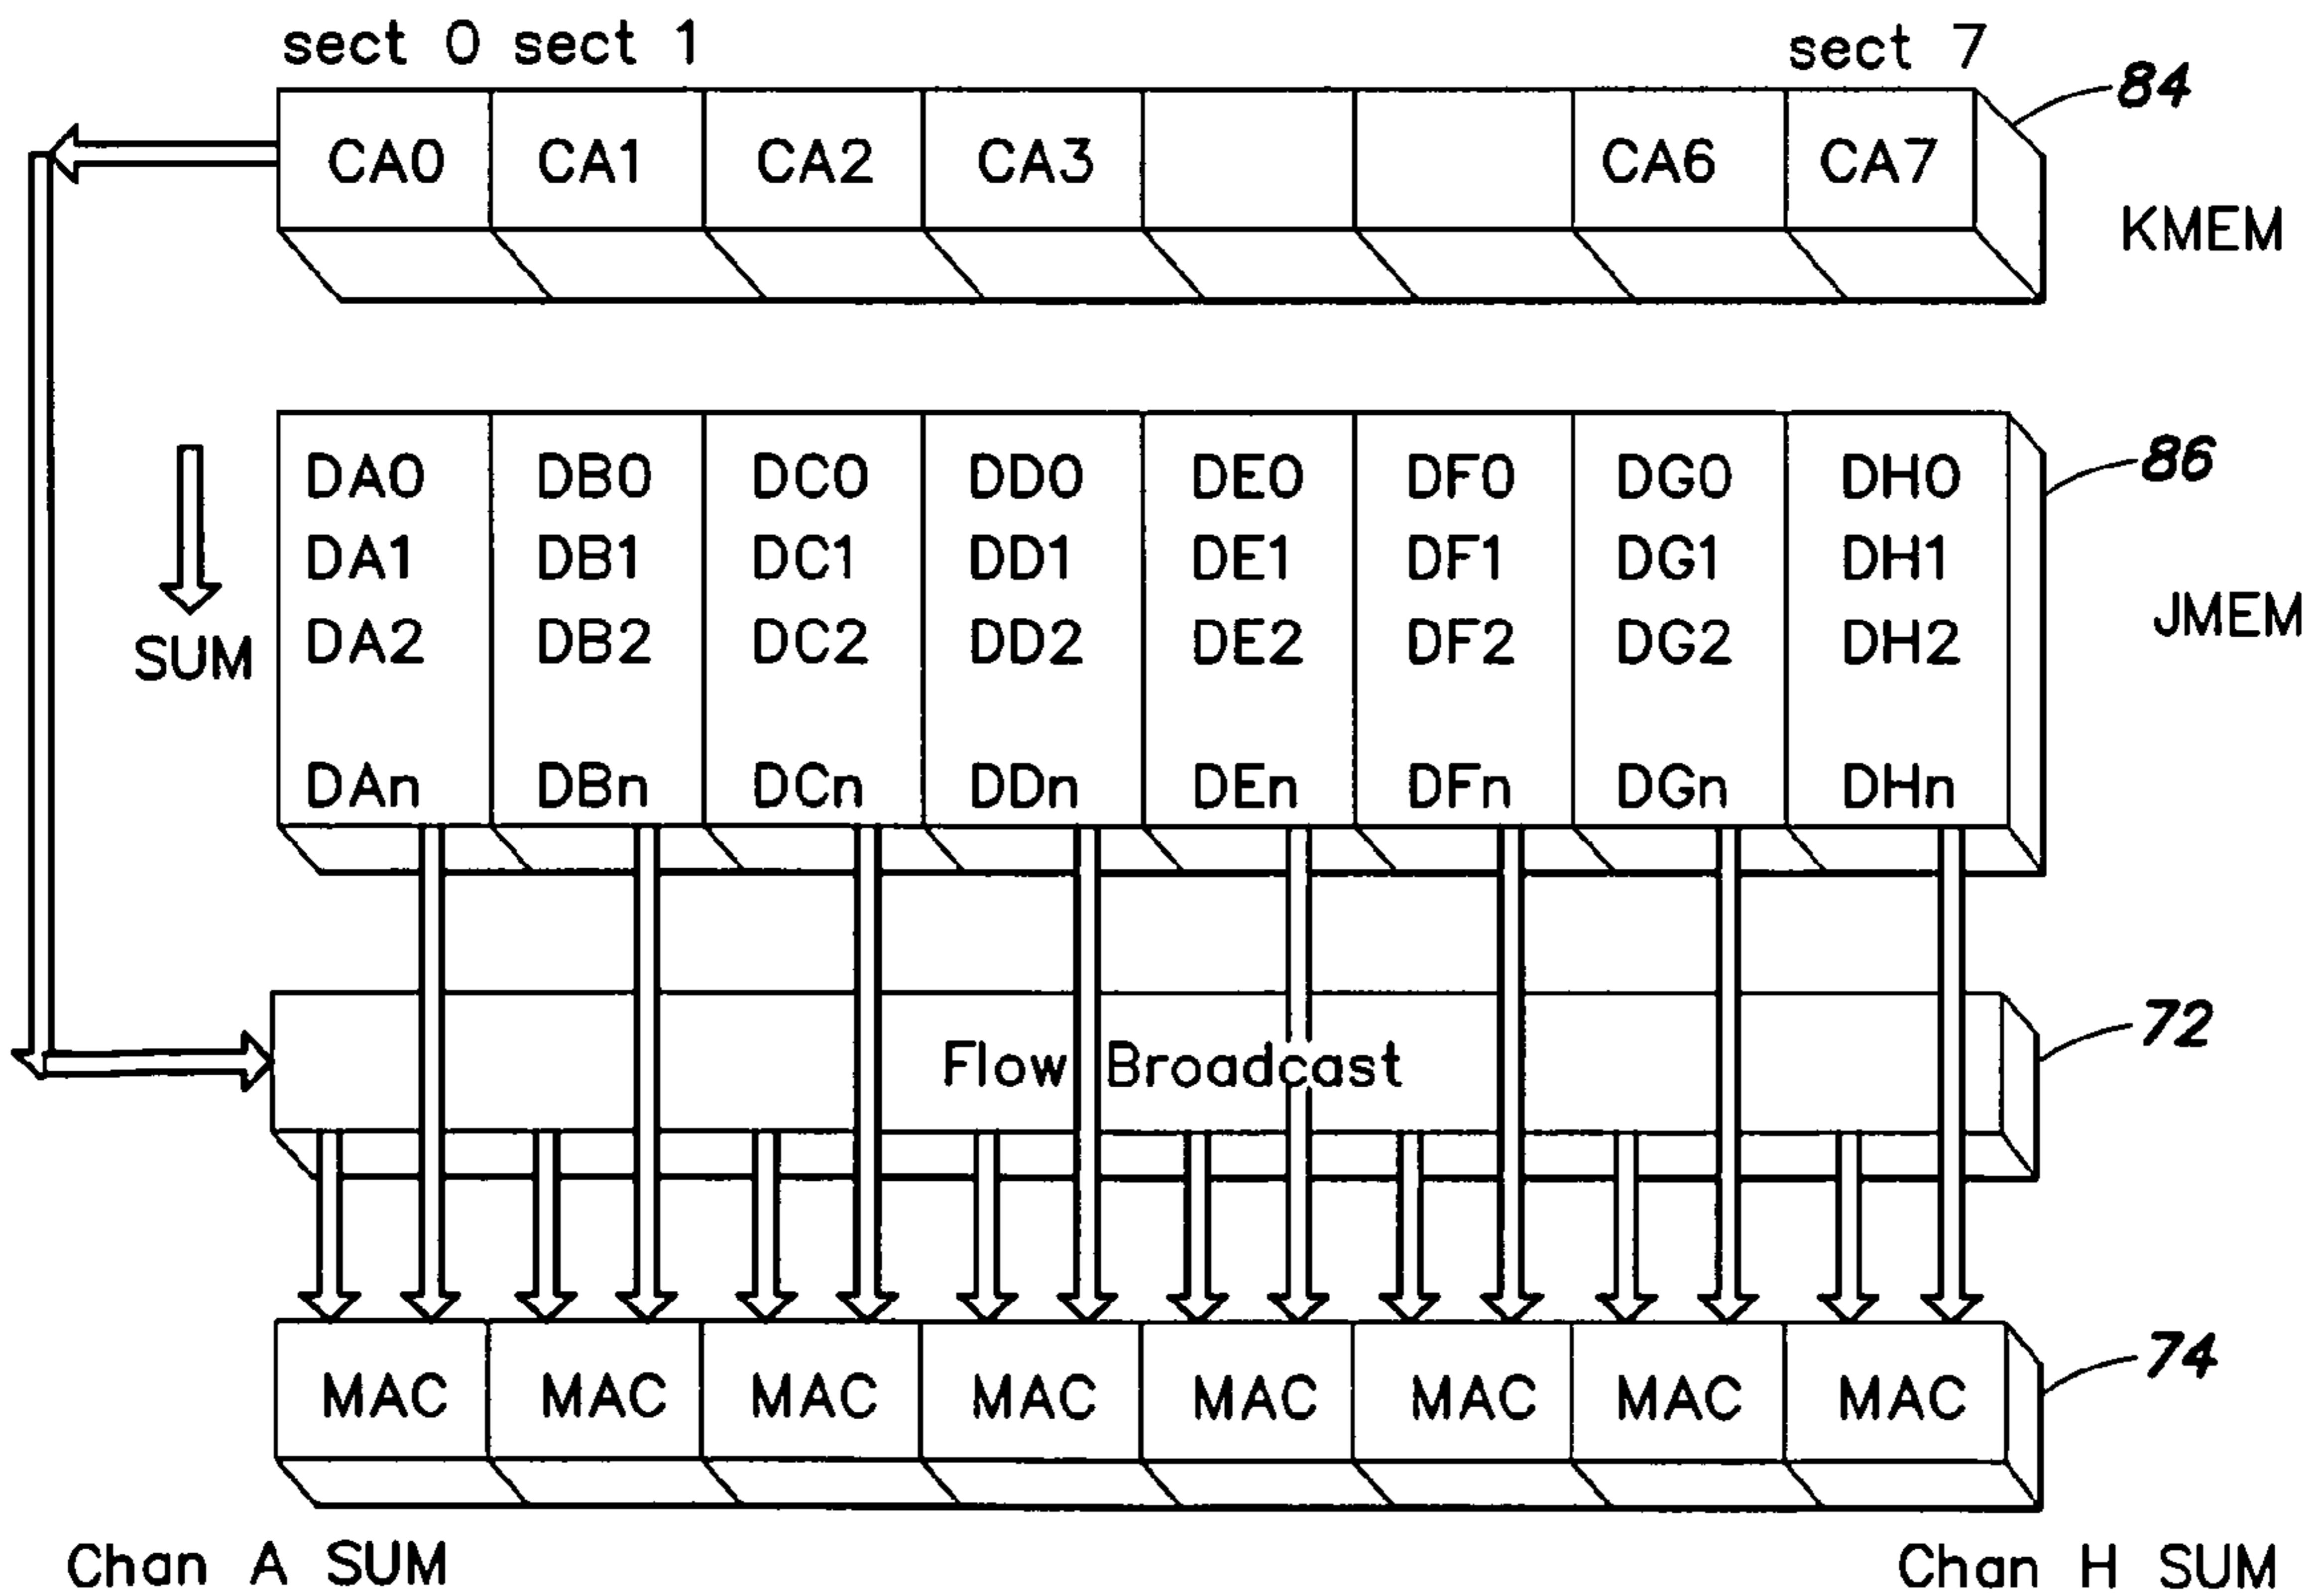 sect 0 sect 1 sect 7
84
CA0 CA1 CA2 CA3 CA6 CA7
KMEM
DA0 DB0 DC0 DD0 DE0 DF0 DG0 DH0
86
DA1 DB1 DC1 DD1 DE1 DF1 DG1 DH1
JMEM
SUM
DA2 DB2 DC2 DD2 DE2 DF2 DG2 DH2
DAn DBn DCn DDn DEn DFn DGn DHn
72
Flow Broadcast
74
MAC MAC MAC MAC MAC MAC MAC MAC
Chan A SUM Chan H SUM